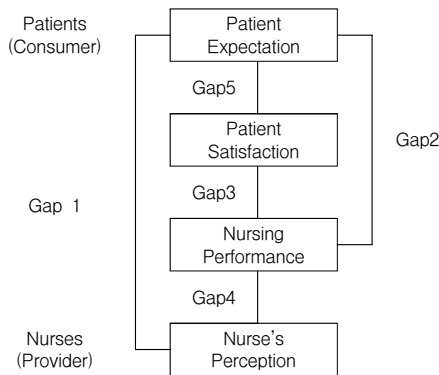 Patients
(Consumer)
Patient
Expectation
Gap5
Patient
Satisfaction
Gap2
Gap3
Gap 1
Nursing
Performance
Gap4
Nurses
(Provider)
Nurse's
Perception